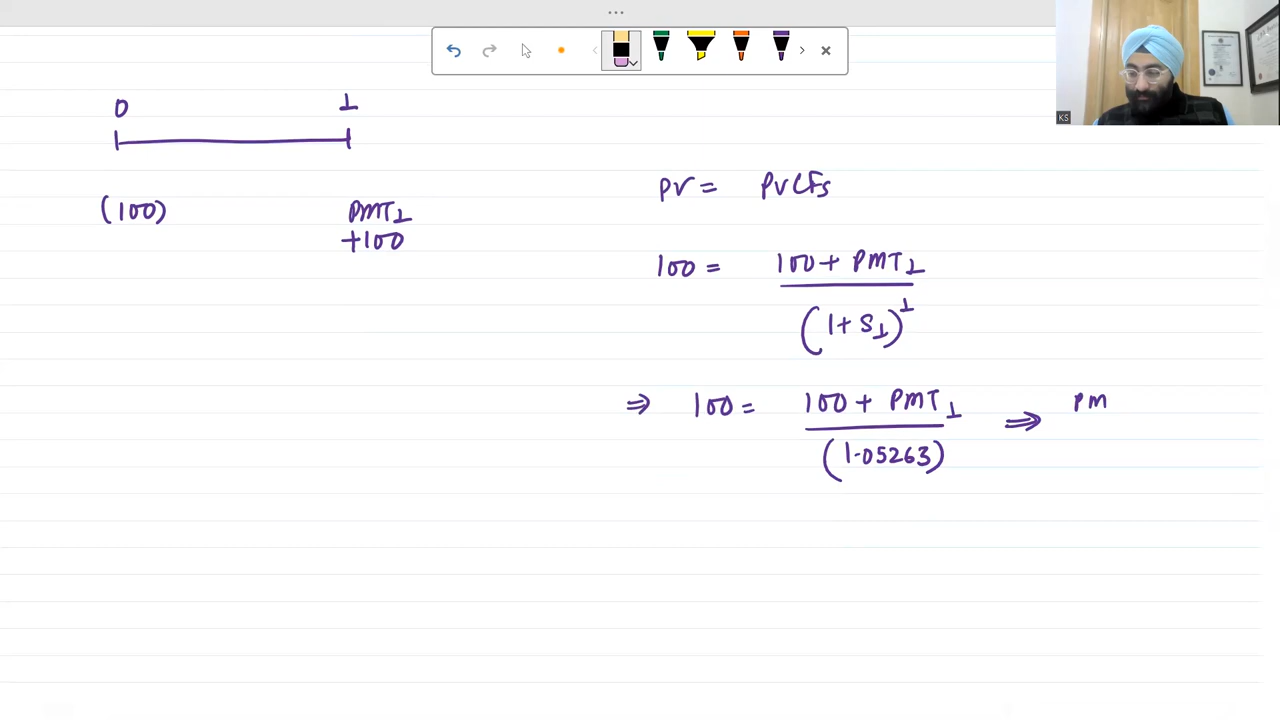 0 1
(100) PMT₁
+100
PV = PVCFs
100 = 100 + PMT₁
(1 + S₁)¹
⇒ 100 = 100 + PMT₁ ⇒ PM
(1.05263)
KS